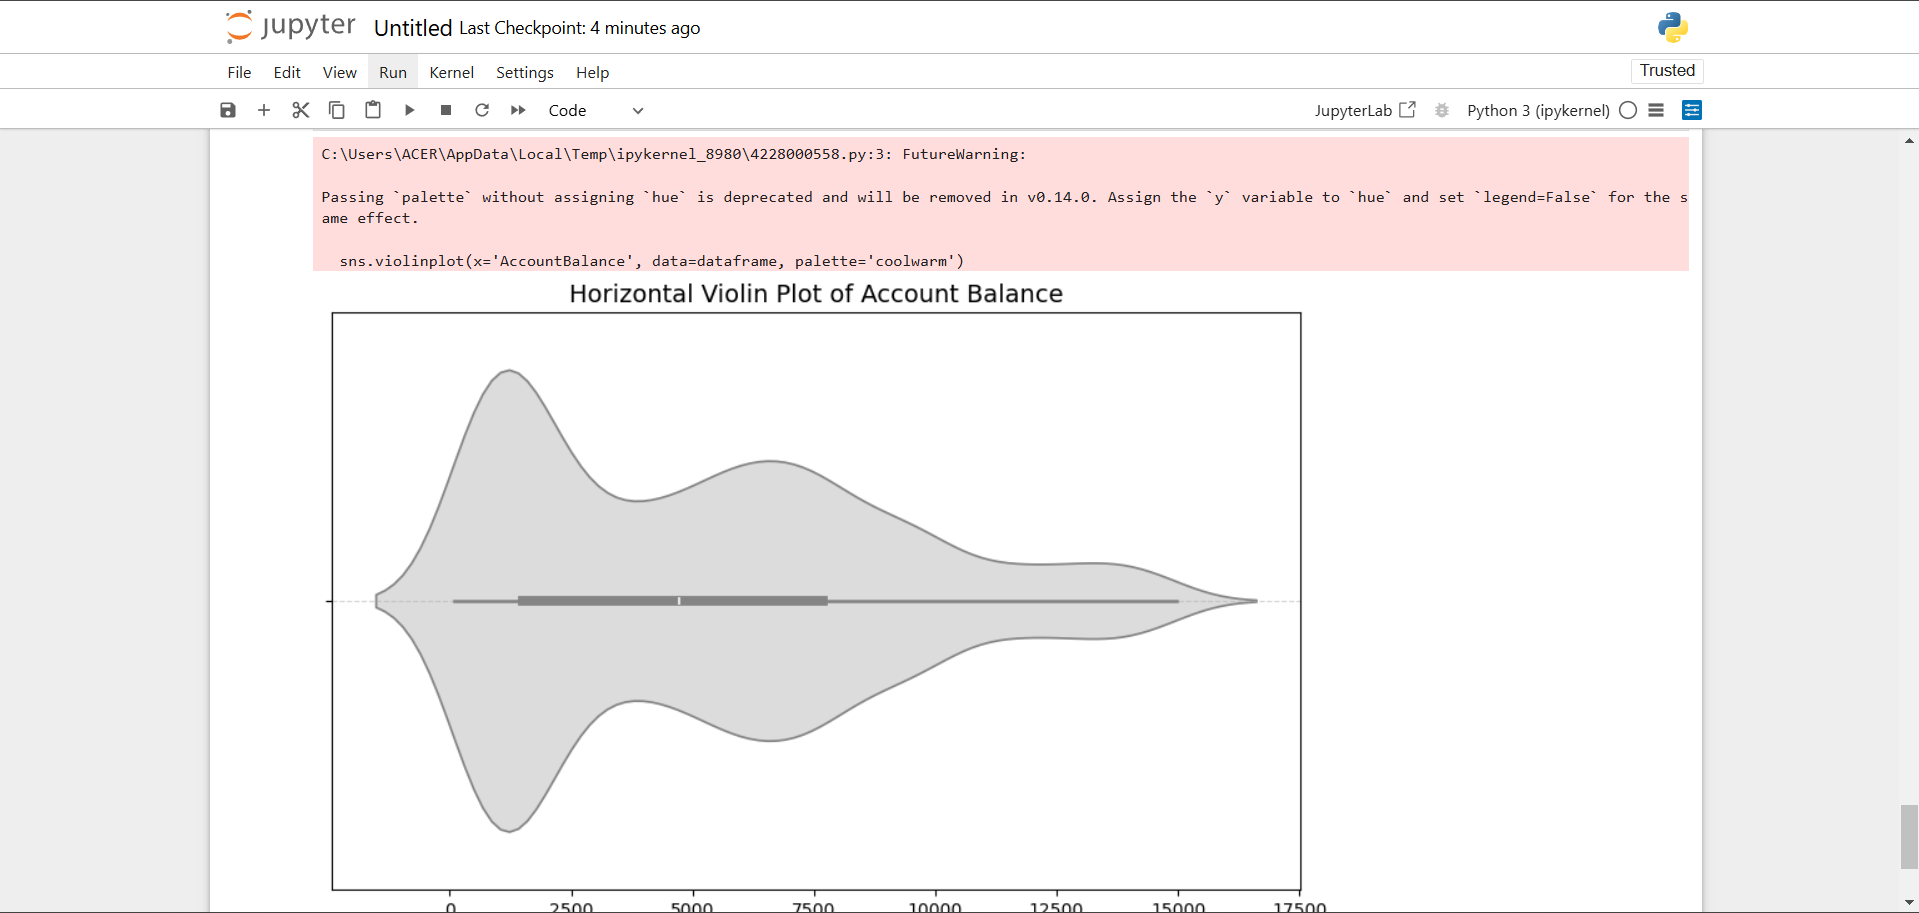 jupyter Untitled Last Checkpoint: 4 minutes ago
File Edit View Run Kernel Settings Help Trusted
Code JupyterLab Python 3 (ipykernel)
C:\Users\ACER\AppData\Local\Temp\ipykernel_8980\4228000558.py:3: FutureWarning:
Passing `palette` without assigning `hue` is deprecated and will be removed in v0.14.0. Assign the `y` variable to `hue` and set `legend=False` for the s
ame effect.
sns.violinplot(x='AccountBalance', data=dataframe, palette='coolwarm')
Horizontal Violin Plot of Account Balance
0 2500 5000 7500 10000 12500 15000 17500